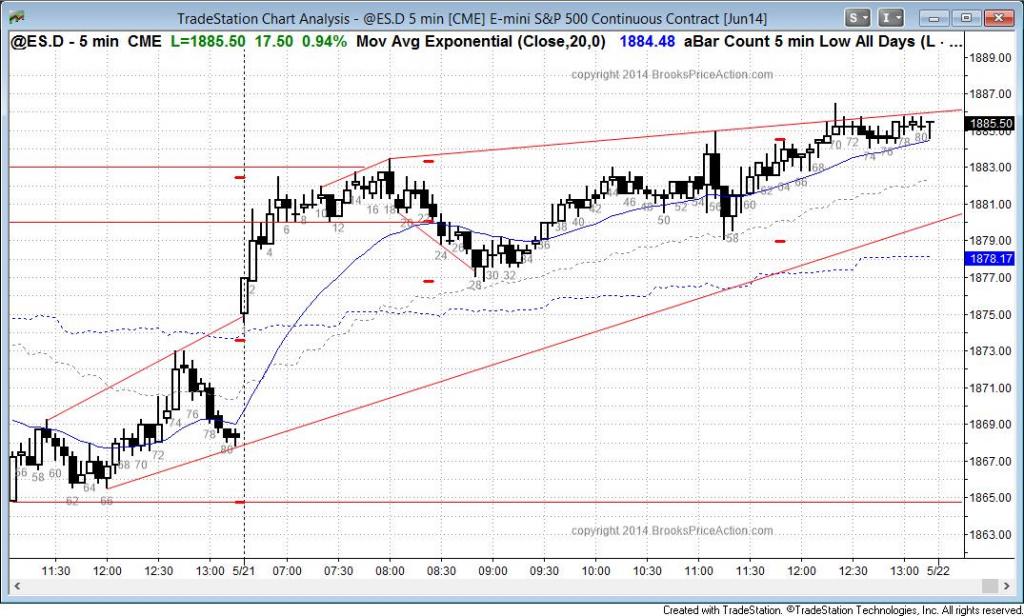 TradeStation Chart Analysis - @ES.D 5 min [CME] E-mini S&P 500 Continuous Contract [Jun14]
S I
@ES.D - 5 min CME L=1885.50 17.50 0.94% Mov Avg Exponential (Close,20,0) 1884.48 aBar Count 5 min Low All Days (L · ...
copyright 2014 BrooksPriceAction.com
1889.00
1887.00
1885.50
1885.00
1883.00
1881.00
1879.00
1878.17
1877.00
1875.00
1873.00
1871.00
1869.00
1867.00
1865.00
1863.00
56 58 60 62 64 66 68 70 72 74 76 78 80
2 4 6 8 10 12 14 16 18 20 22 24 26 28 30 32 34 36 38 40 42 44 46 48 50 52 54 56 58 60 62 64 66 68 70 72 74 76 78 80
copyright 2014 BrooksPriceAction.com
11:30 12:00 12:30 13:00 5/21 07:00 07:30 08:00 08:30 09:00 09:30 10:00 10:30 11:00 11:30 12:00 12:30 13:00 5/22
Created with TradeStation. ©TradeStation Technologies, Inc. All rights reserved.